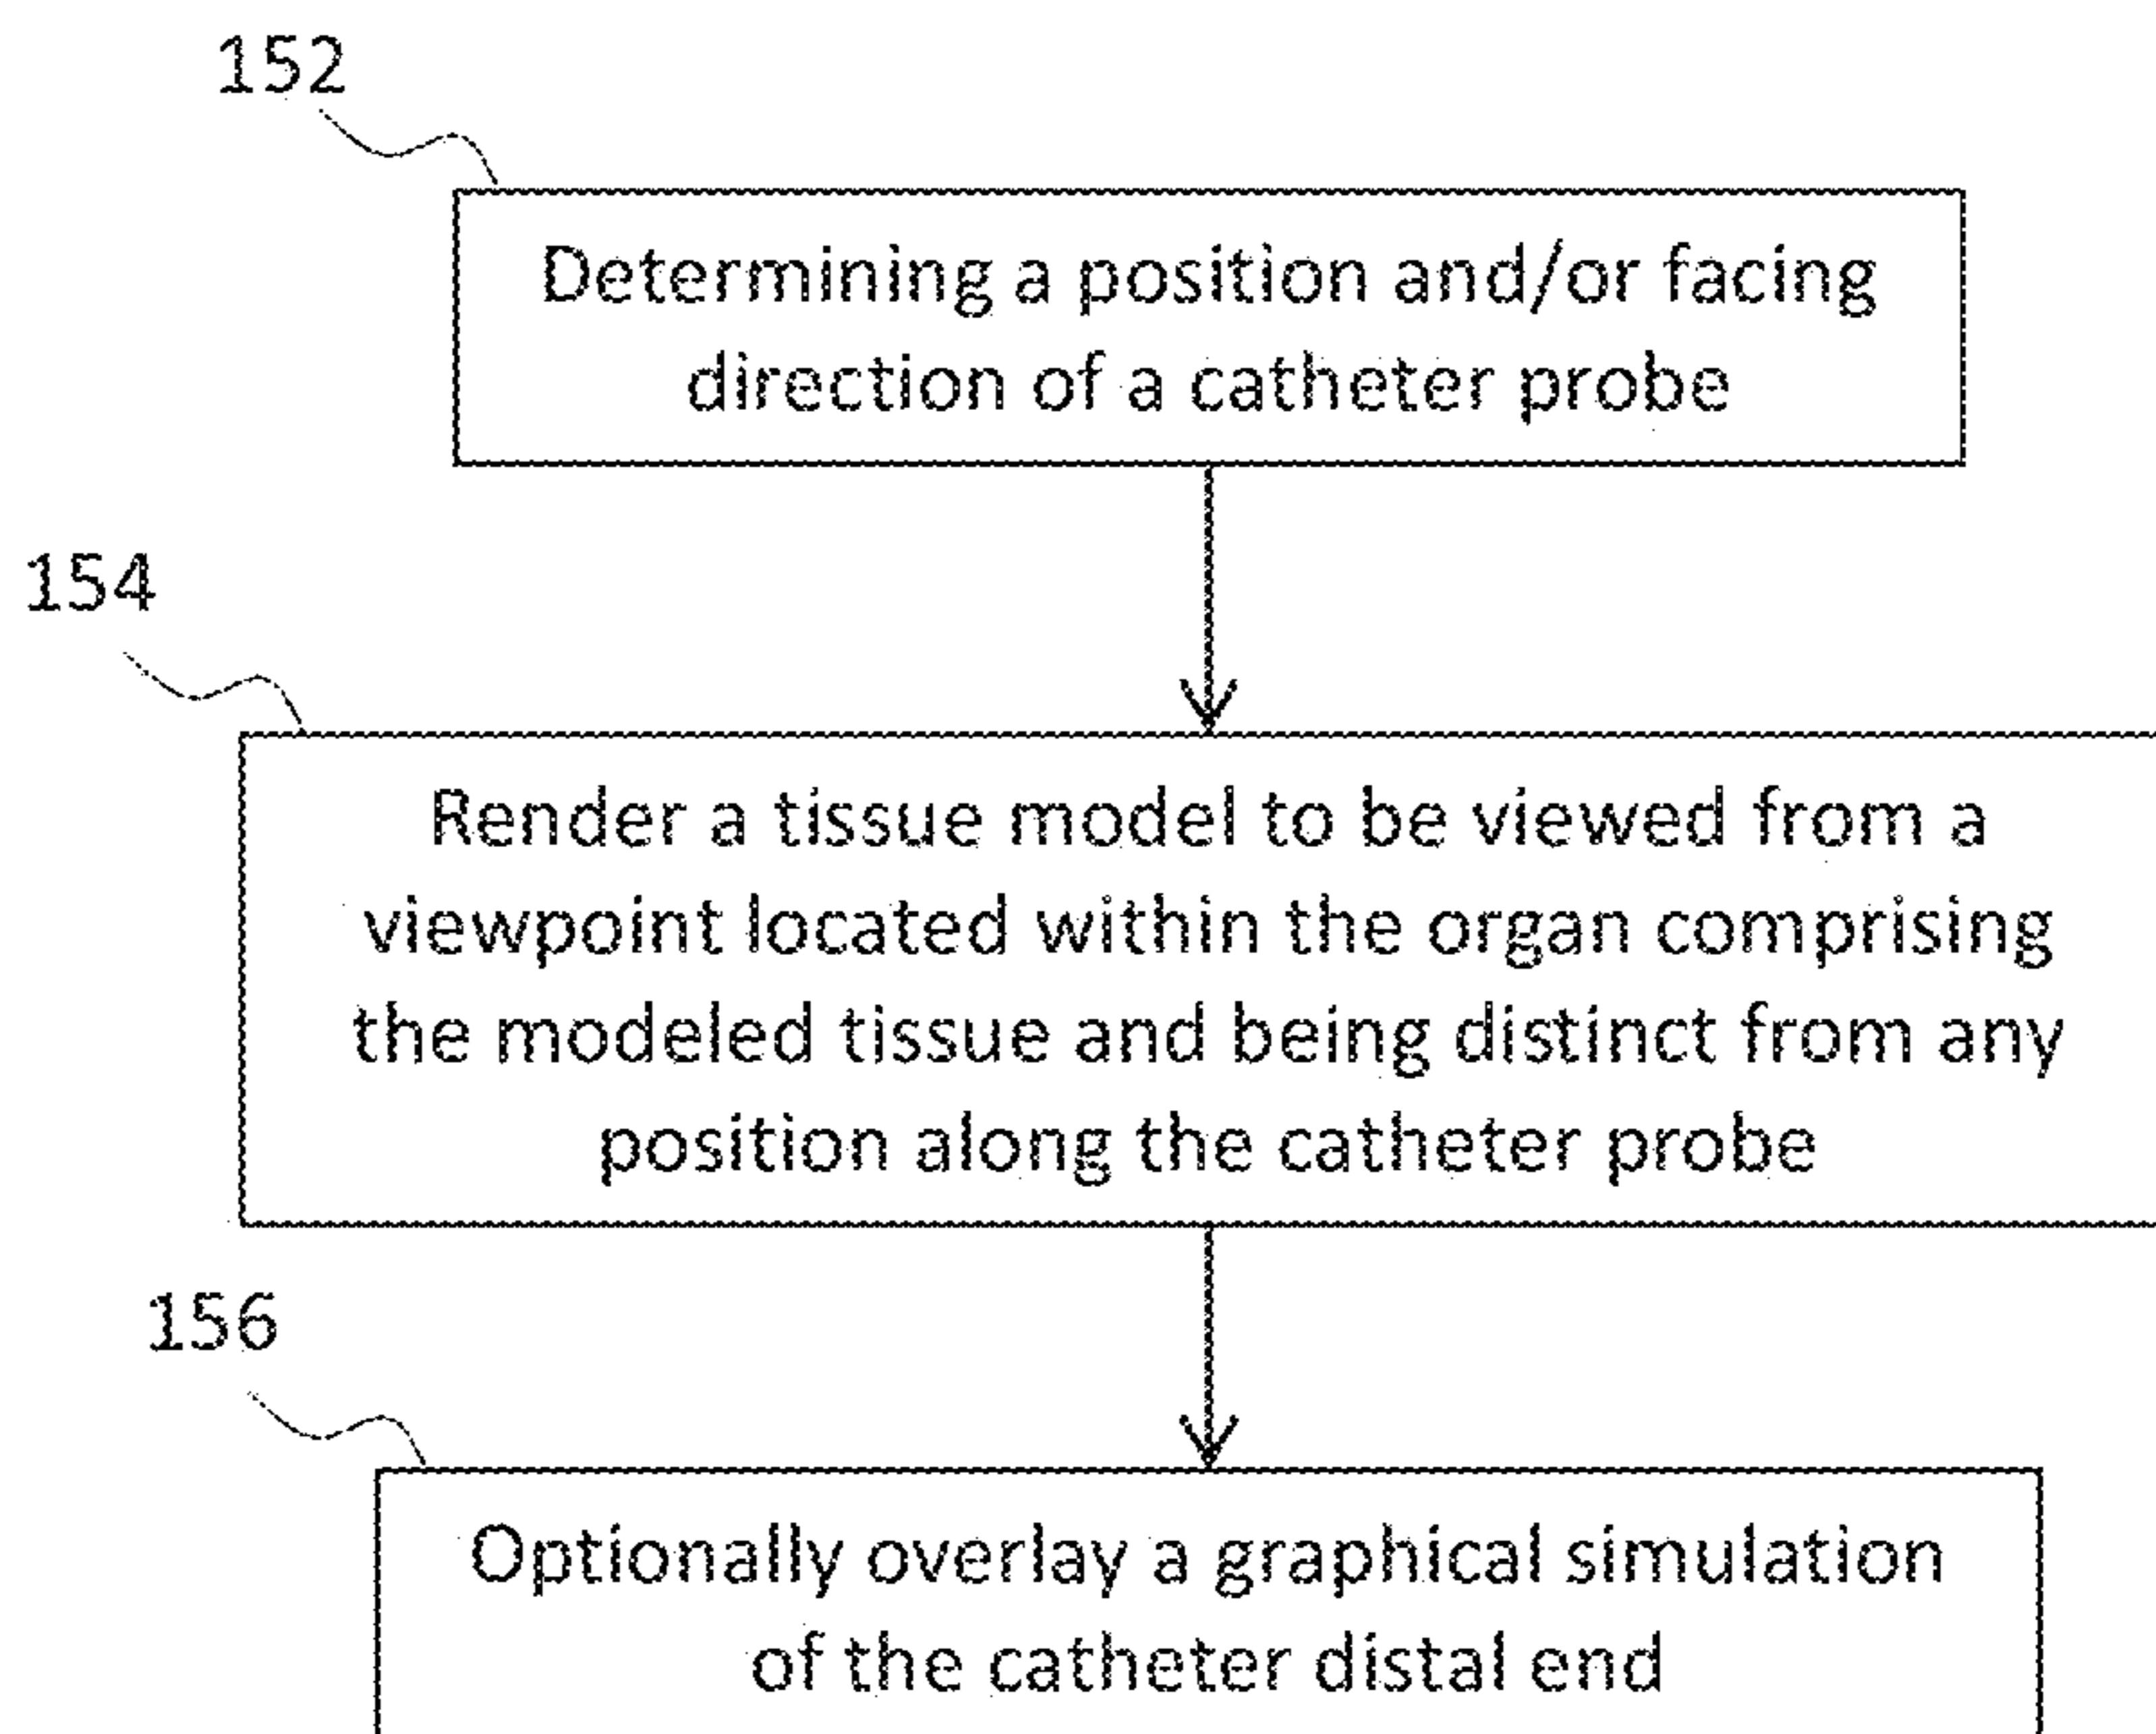 152
Determining a position and/or facing
direction of a catheter probe
154
Render a tissue model to be viewed from a
viewpoint located within the organ comprising
the modeled tissue and being distinct from any
position along the catheter probe
156
Optionally overlay a graphical simulation
of the catheter distal end